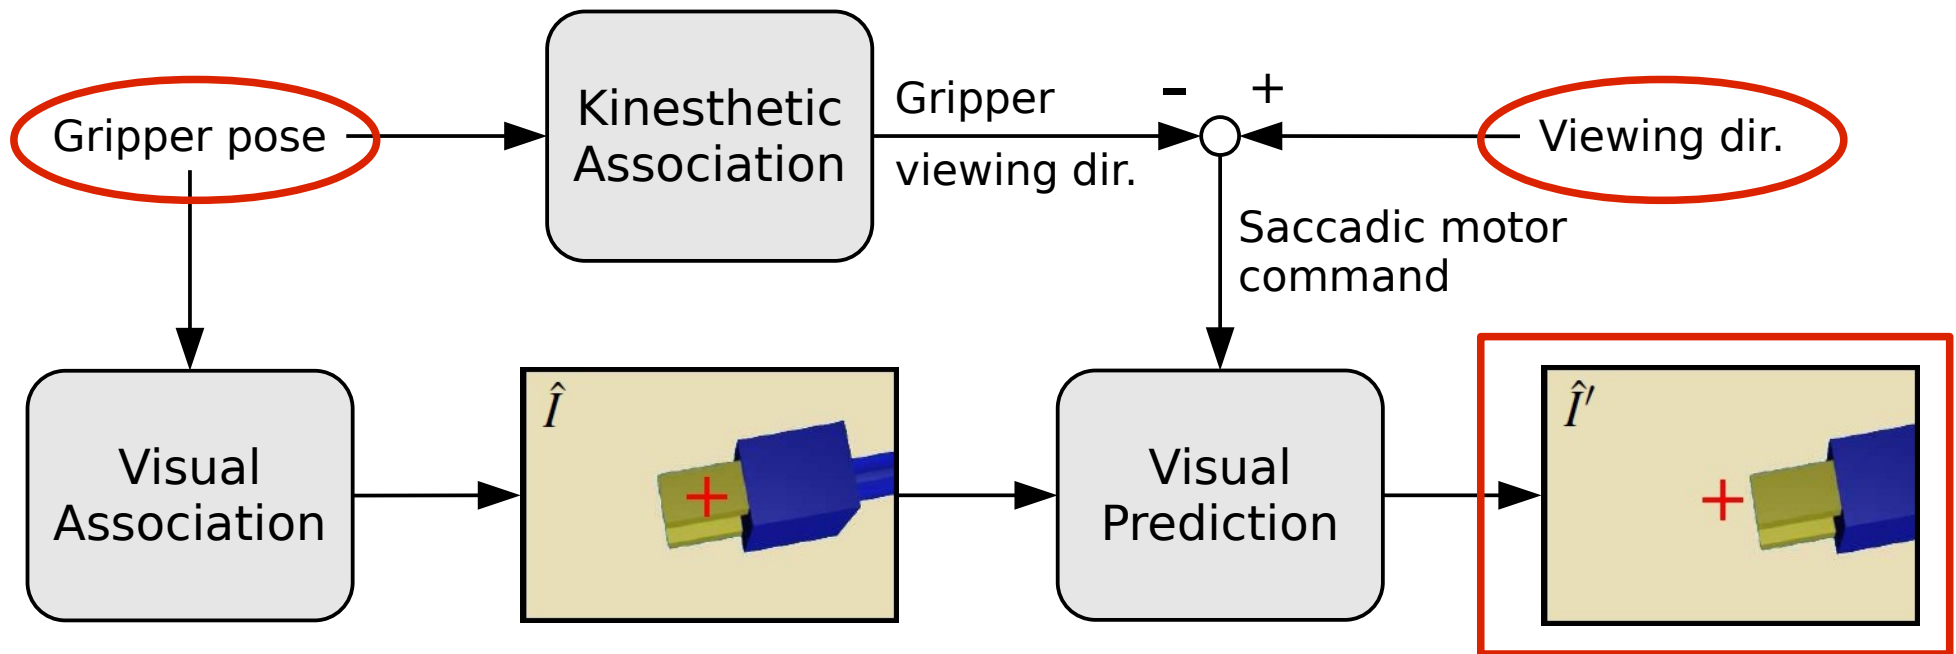 Gripper pose
Kinesthetic
Association
Gripper
viewing dir.
- +
Viewing dir.
Saccadic motor
command
Visual
Association
Î
Visual
Prediction
Î′